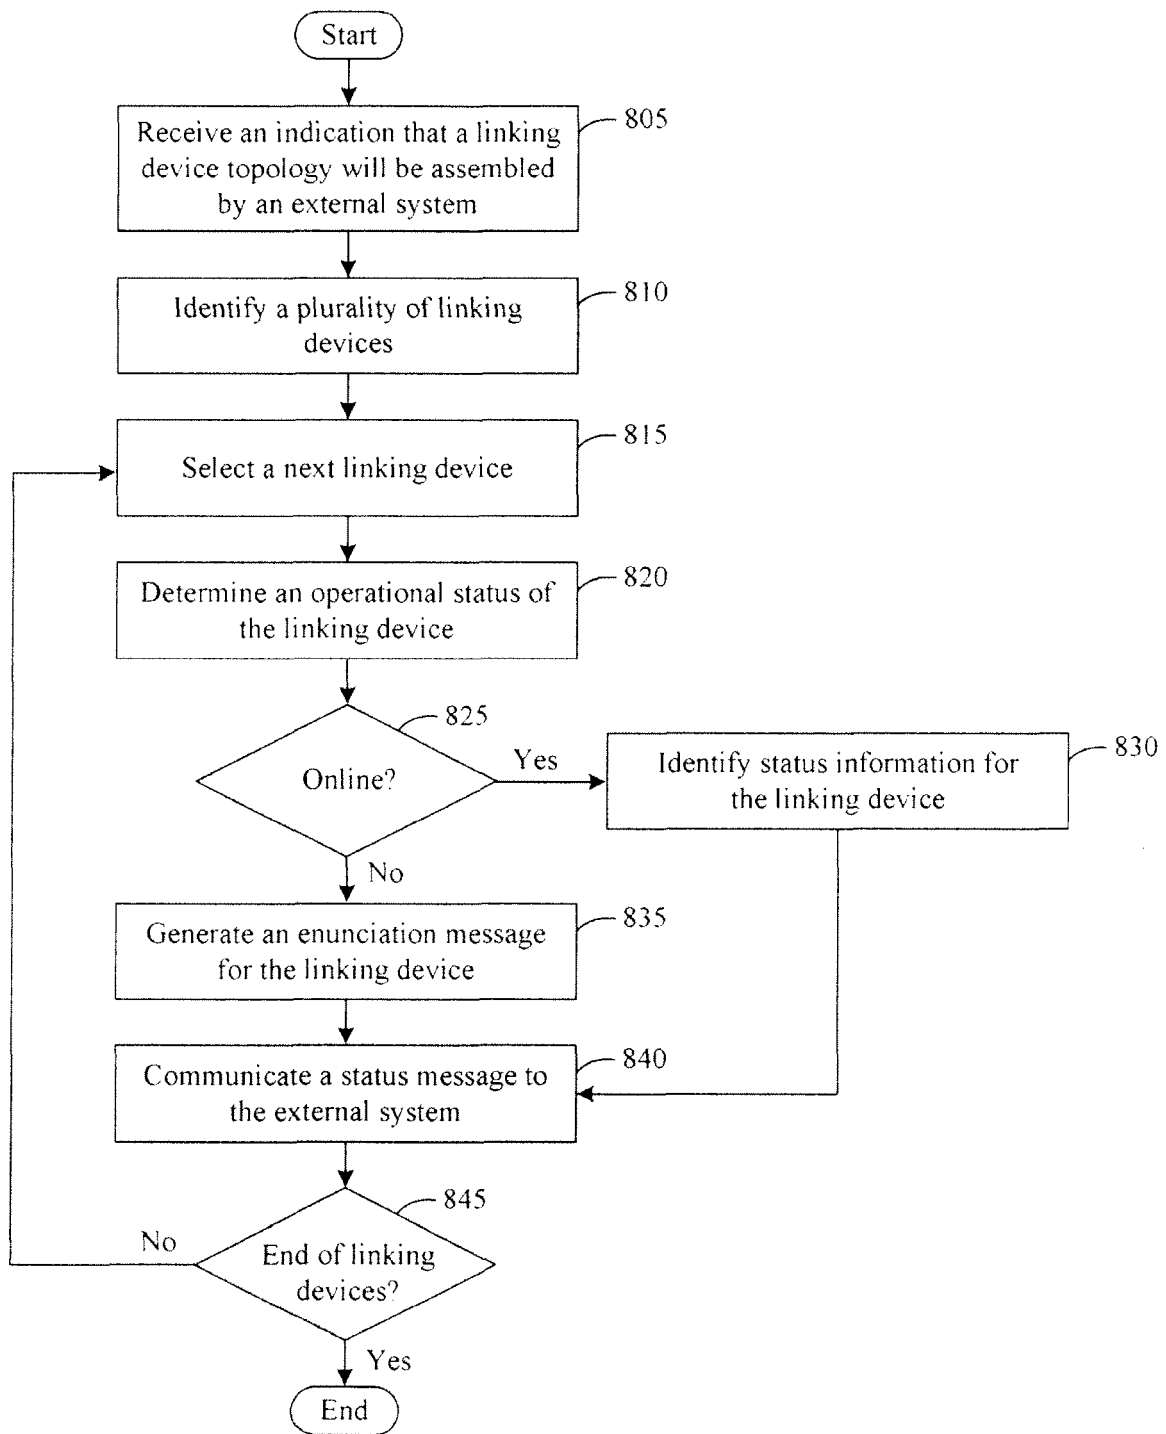 Start
Receive an indication that a linking
device topology will be assembled
by an external system
805
Identify a plurality of linking
devices
810
Select a next linking device
815
Determine an operational status of
the linking device
820
Online?
825
Yes
Identify status information for
the linking device
830
No
Generate an enunciation message
for the linking device
835
Communicate a status message to
the external system
840
End of linking
devices?
845
No
Yes
End